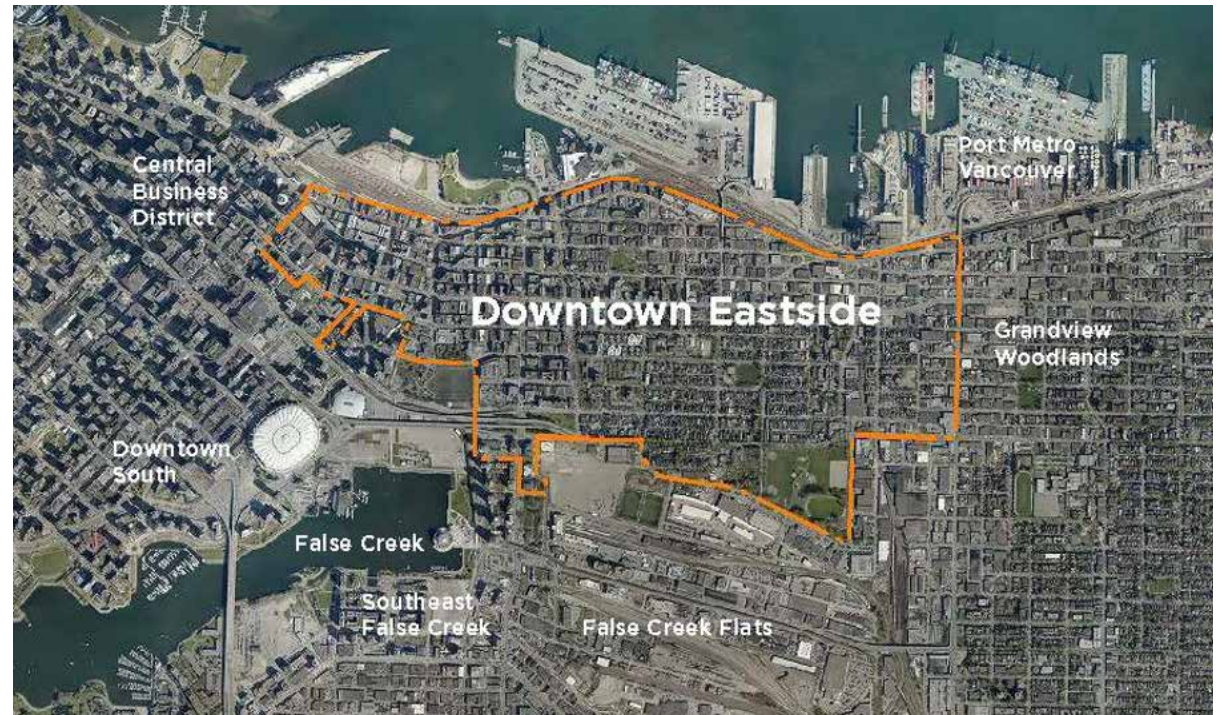 Central
Business
District
Port Metro
Vancouver
Downtown Eastside
Grandview
Woodlands
Downtown
South
False Creek
Southeast
False Creek
False Creek Flats